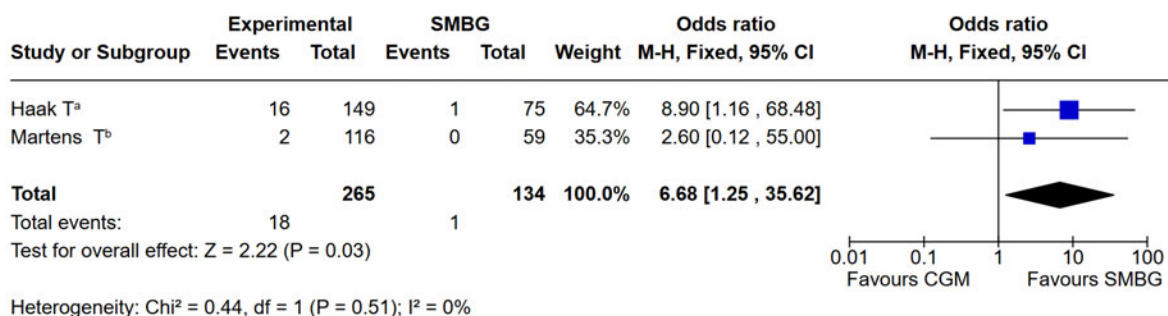 Experimental SMBG Odds ratio Odds ratio
Study or Subgroup Events Total Events Total Weight M-H, Fixed, 95% CI M-H, Fixed, 95% CI
Haak Tᵃ 16 149 1 75 64.7% 8.90 [1.16 , 68.48]
Martens Tᵇ 2 116 0 59 35.3% 2.60 [0.12 , 55.00]
Total 265 134 100.0% 6.68 [1.25 , 35.62]
Total events: 18 1
Test for overall effect: Z = 2.22 (P = 0.03)
0.01 0.1 1 10 100
Favours CGM Favours SMBG
Heterogeneity: Chi² = 0.44, df = 1 (P = 0.51); I² = 0%